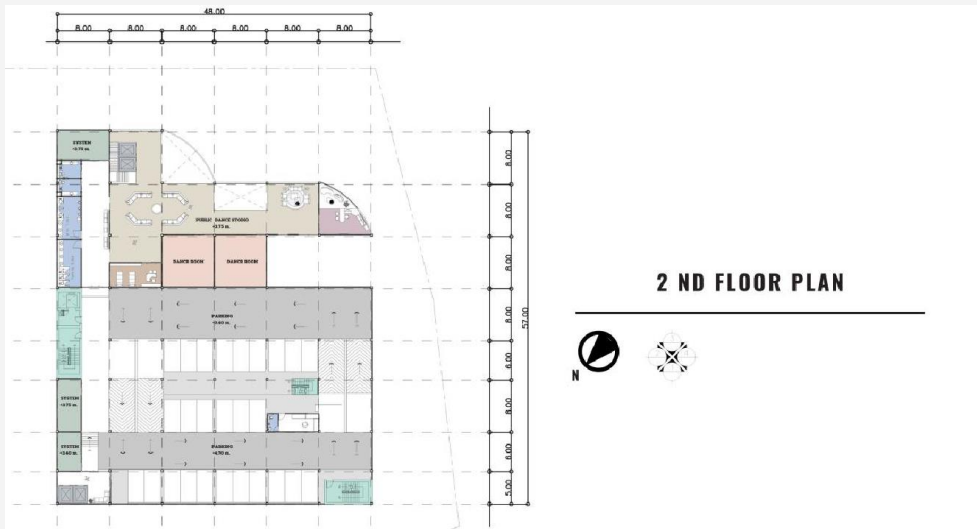 48.00
8.00 8.00 8.00 8.00 8.00 8.00
SYSTEM
PUBLIC DANCE STUDIO
+3.75 m.
DANCE ROOM DANCE ROOM
PARKING
SYSTEM
SYSTEM
PARKING
8.00
8.00
8.00
8.00
6.00
8.00
6.00
5.00
57.00
2 ND FLOOR PLAN
N